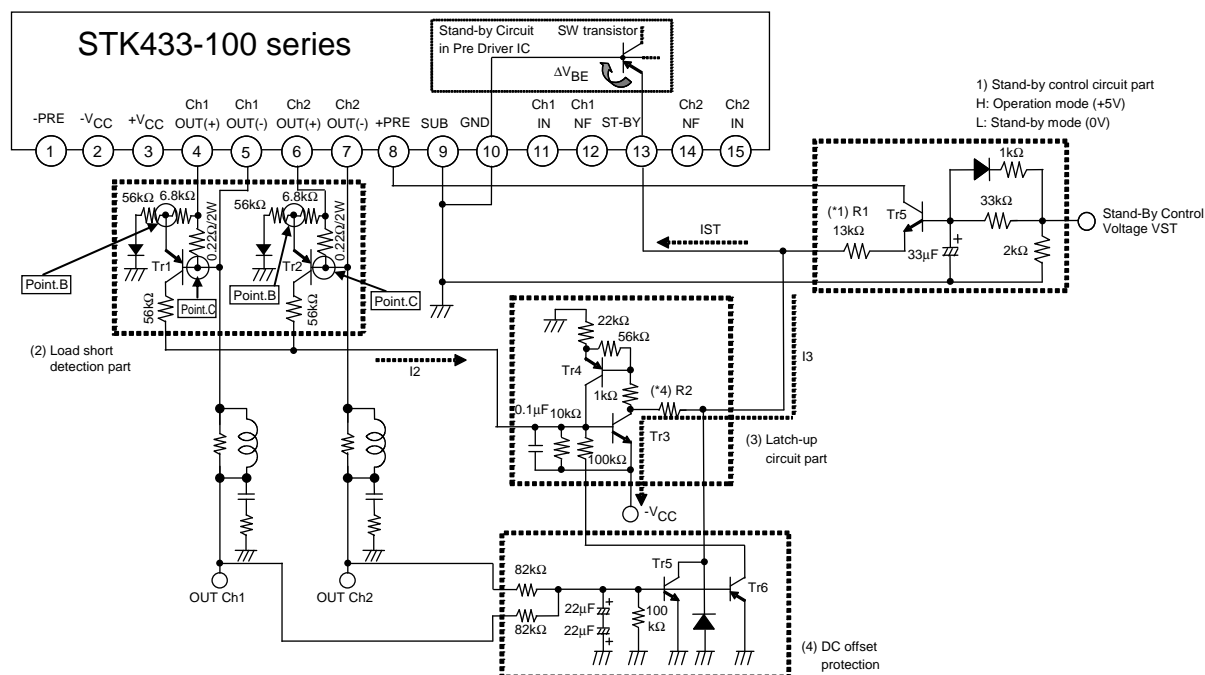 STK433-100 series
Stand-by Circuit
in Pre Driver IC
SW transistor
ΔVBE
-PRE
-VCC
+VCC
Ch1
OUT(+)
Ch1
OUT(-)
Ch2
OUT(+)
Ch2
OUT(-)
+PRE
SUB
GND
Ch1
IN
Ch1
NF
ST-BY
Ch2
NF
Ch2
IN
1
2
3
4
5
6
7
8
9
10
11
12
13
14
15
1) Stand-by control circuit part
H: Operation mode (+5V)
L: Stand-by mode (0V)
1kΩ
33kΩ
2kΩ
Tr5
(*1) R1
13kΩ
33μF
+
Stand-By Control
Voltage VST
IST
56kΩ
6.8kΩ
0.22Ω/2W
Tr1
Point.B
Point.C
56kΩ
56kΩ
6.8kΩ
0.22Ω/2W
Tr2
Point.B
Point.C
56kΩ
(2) Load short
detection part
I2
I3
22kΩ
56kΩ
Tr4
1kΩ
(*4) R2
0.1μF
10kΩ
Tr3
100kΩ
-VCC
(3) Latch-up
circuit part
OUT Ch1
OUT Ch2
82kΩ
82kΩ
22μF
+
22μF
+
100
kΩ
Tr5
Tr6
(4) DC offset
protection